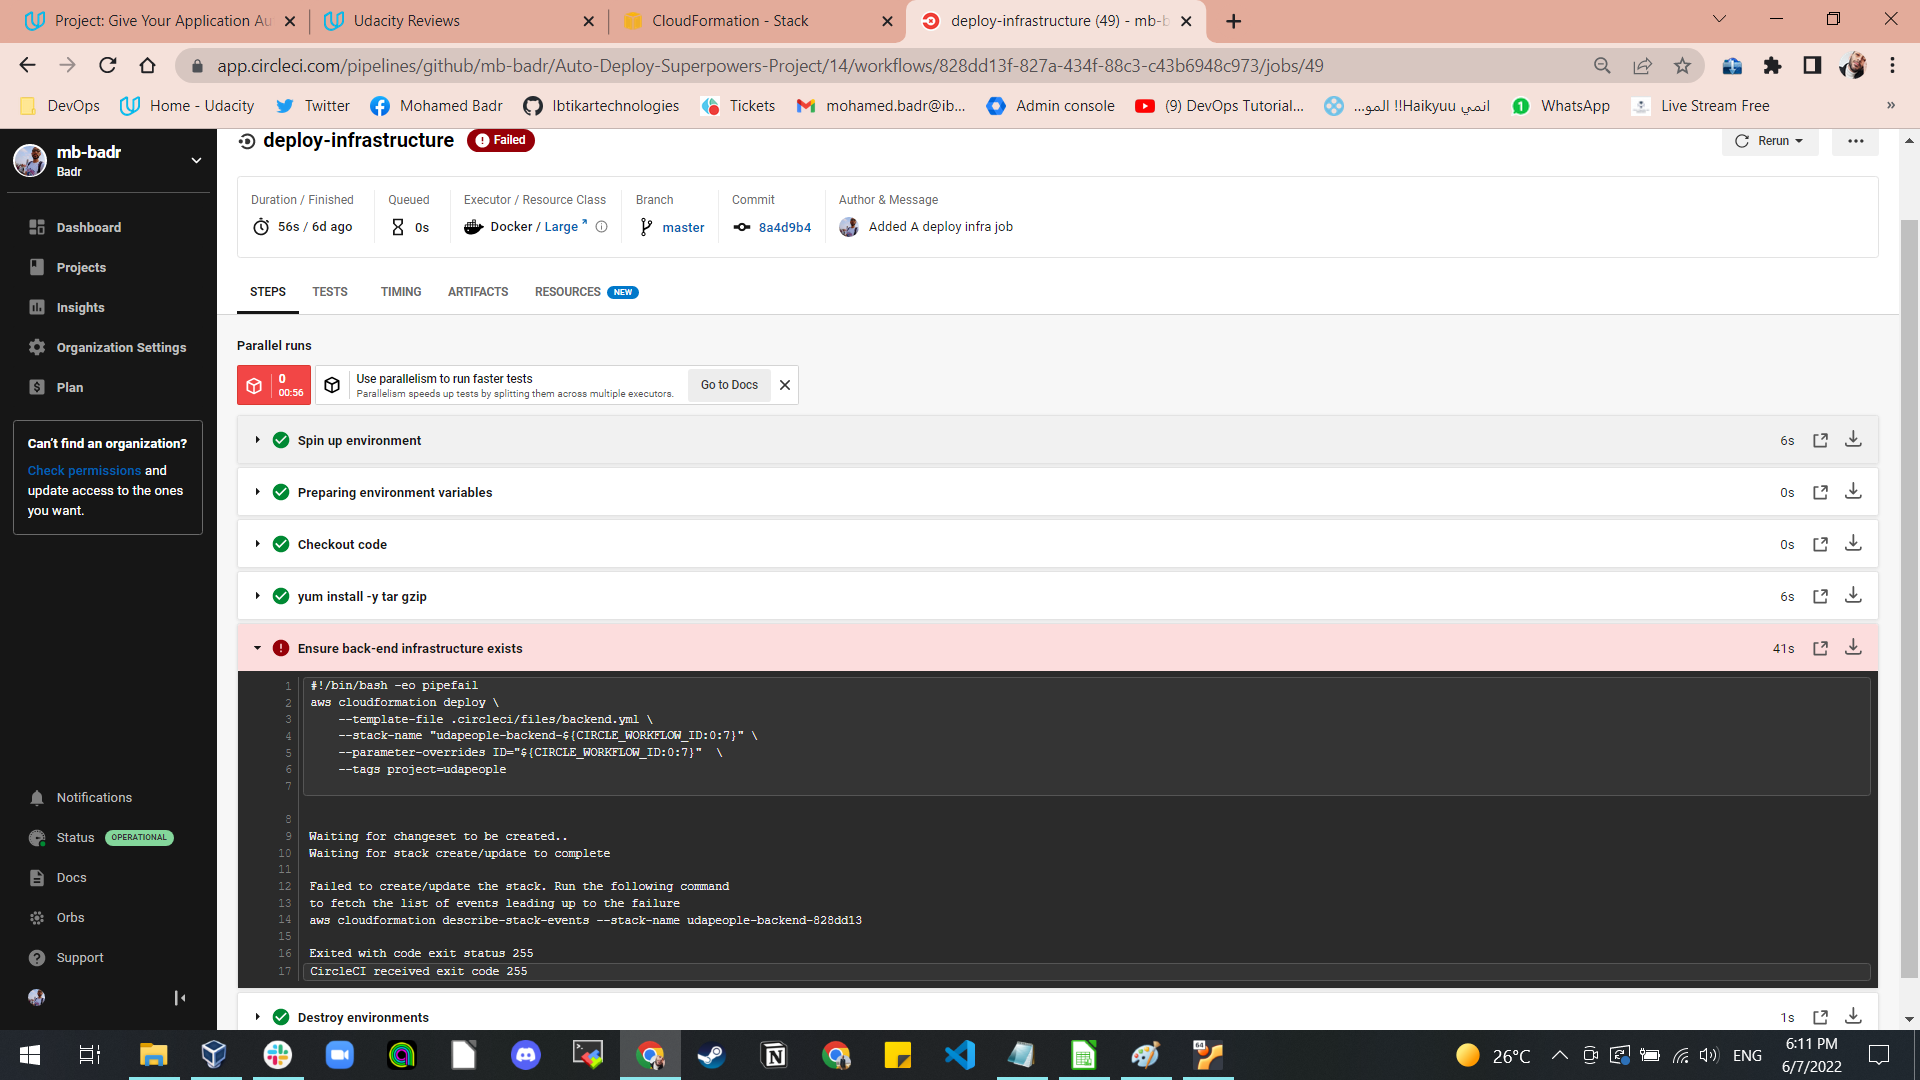 Project: Give Your Application Au
Udacity Reviews
CloudFormation - Stack
deployment-infrastructure (49) - mb-b
app.circleci.com/pipelines/github/mb-badr/Auto-Deploy-Superpowers-Project/14/workflows/828dd13f-827a-434f-88c3-c43b6948c973/jobs/49
DevOps
Home - Udacity
Twitter
Mohamed Badr
Ibtikartechnologies
Tickets
mohamed.badr@ib...
Admin console
(9) DevOps Tutorial...
انمي Haikyuu!! المو...
WhatsApp
Live Stream Free
»
mb-badr
Badr
Dashboard
Projects
Insights
Organization Settings
Plan
Can't find an organization?
Check permissions and
update access to the ones
you want.
Notifications
Status OPERATIONAL
Docs
Orbs
Support
deploy-infrastructure
Failed
Rerun
Duration / Finished
56s / 6d ago
Queued
0s
Executor / Resource Class
Docker / Large
Branch
master
Commit
8a4d9b4
Author & Message
Added A deploy infra job
STEPS
TESTS
TIMING
ARTIFACTS
RESOURCES NEW
Parallel runs
0
00:56
Use parallelism to run faster tests
Parallelism speeds up tests by splitting them across multiple executors.
Go to Docs
Spin up environment 6s
Preparing environment variables 0s
Checkout code 0s
yum install -y tar gzip 6s
Ensure back-end infrastructure exists 41s
1 #!/bin/bash -eo pipefail
2 aws cloudformation deploy \
3 --template-file .circleci/files/backend.yml \
4 --stack-name "udapeople-backend-${CIRCLE_WORKFLOW_ID:0:7}" \
5 --parameter-overrides ID="${CIRCLE_WORKFLOW_ID:0:7}" \
6 --tags project=udapeople
7
8
9 Waiting for changeset to be created..
10 Waiting for stack create/update to complete
11
12 Failed to create/update the stack. Run the following command
13 to fetch the list of events leading up to the failure
14 aws cloudformation describe-stack-events --stack-name udapeople-backend-828dd13
15
16 Exited with code exit status 255
17 CircleCI received exit code 255
Destroy environments 1s
26°C
ENG
6:11 PM
6/7/2022